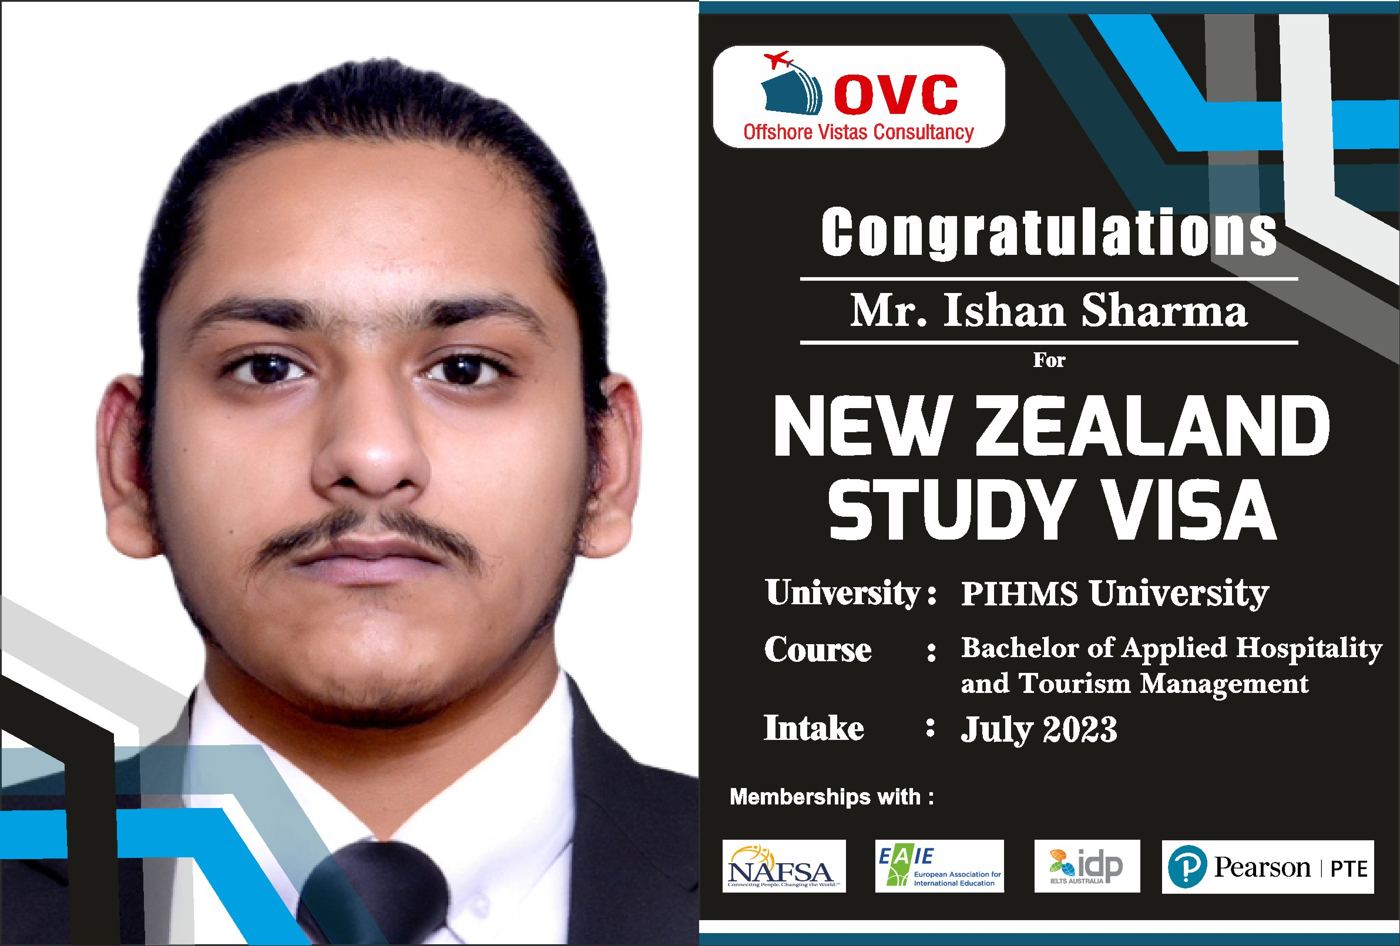 OVC
Offshore Vistas Consultancy
Congratulations
Mr. Ishan Sharma
For
NEW ZEALAND
STUDY VISA
University : PIHMS University
Course : Bachelor of Applied Hospitality
and Tourism Management
Intake : July 2023
Memberships with :
NAFSA
Connecting People. Changing the World.™
EAIE
European Association for
International Education
idp
IELTS AUSTRALIA
Pearson | PTE